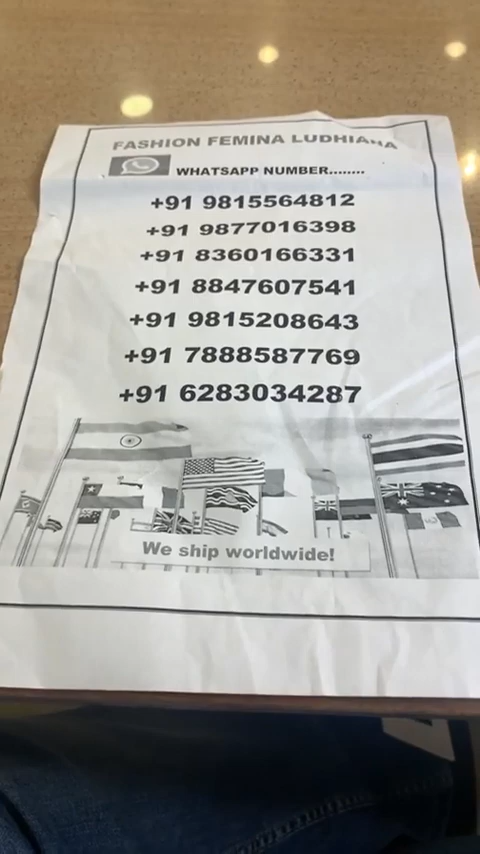 FASHION FEMINA LUDHIANA
WHATSAPP NUMBER........
+91 9815564812
+91 9877016398
+91 8360166331
+91 8847607541
+91 9815208643
+91 7888587769
+91 6283034287
We ship worldwide!